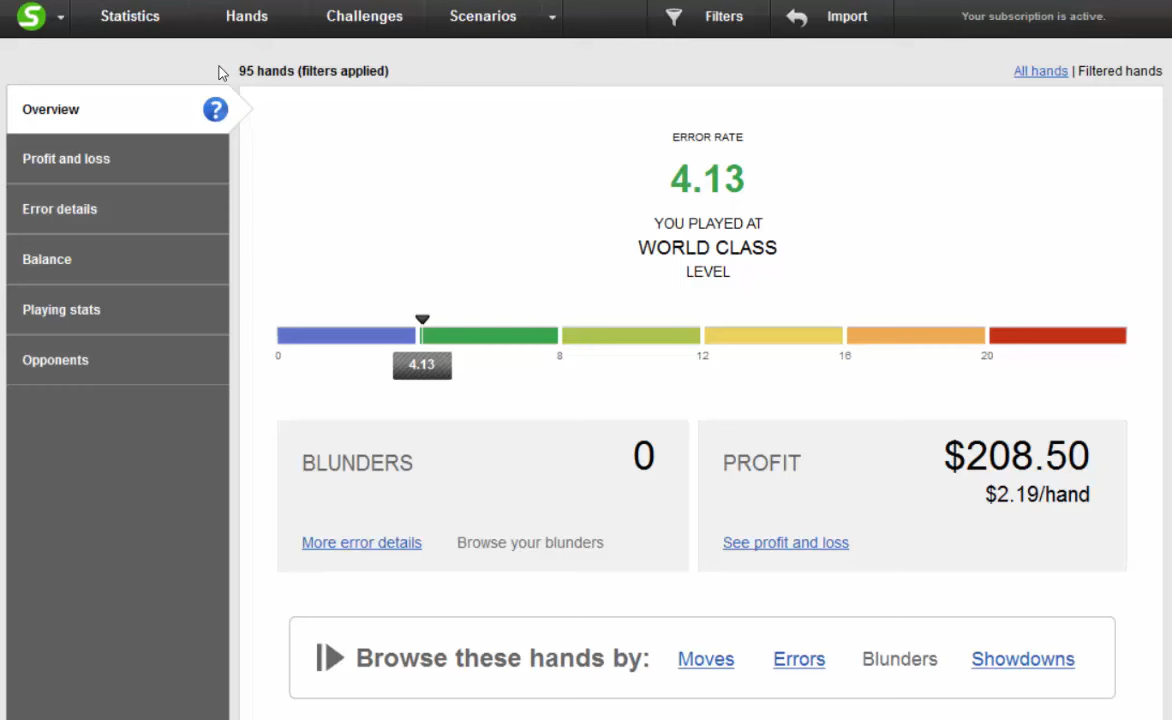 S
Statistics
Hands
Challenges
Scenarios
Filters
Import
Your subscription is active.
95 hands (filters applied)
All hands | Filtered hands
Overview
?
Profit and loss
Error details
Balance
Playing stats
Opponents
ERROR RATE
4.13
YOU PLAYED AT
WORLD CLASS
LEVEL
0
8
12
16
20
4.13
BLUNDERS
0
More error details
Browse your blunders
PROFIT
$208.50
$2.19/hand
See profit and loss
Browse these hands by:
Moves
Errors
Blunders
Showdowns